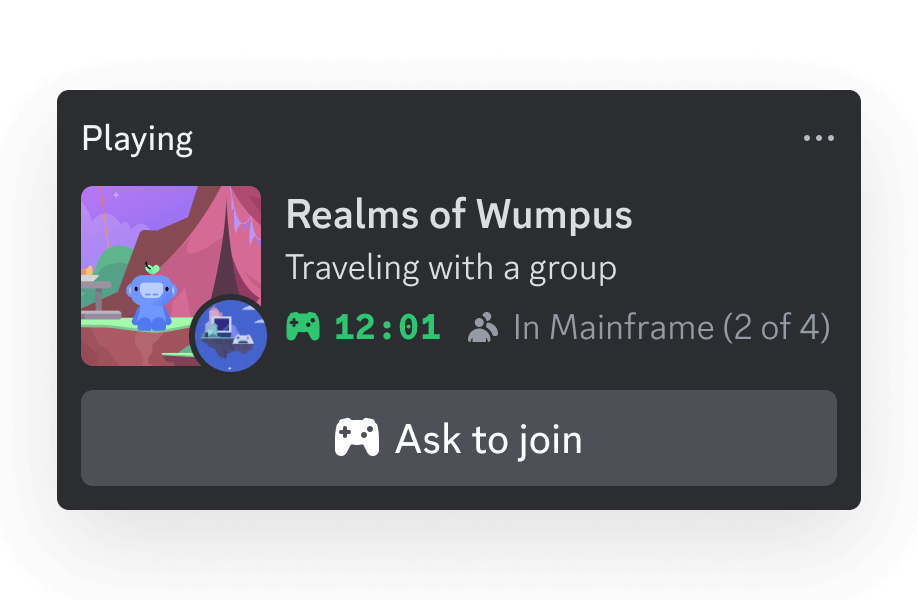 Playing
Realms of Wumpus
Traveling with a group
12:01 In Mainframe (2 of 4)
Ask to join